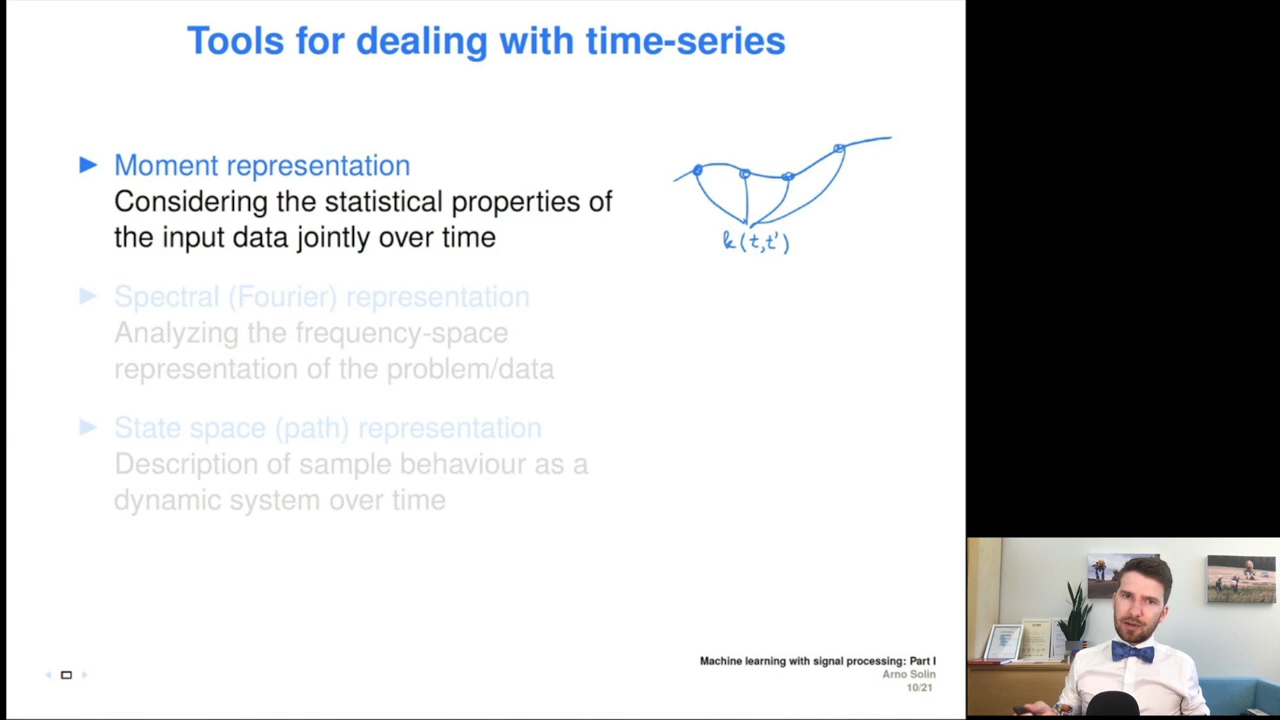 Tools for dealing with time-series
Moment representation
Considering the statistical properties of
the input data jointly over time
k(t,t')
Spectral (Fourier) representation
Analyzing the frequency-space
representation of the problem/data
State space (path) representation
Description of sample behaviour as a
dynamic system over time
Machine learning with signal processing: Part I
Arno Solin
10/21